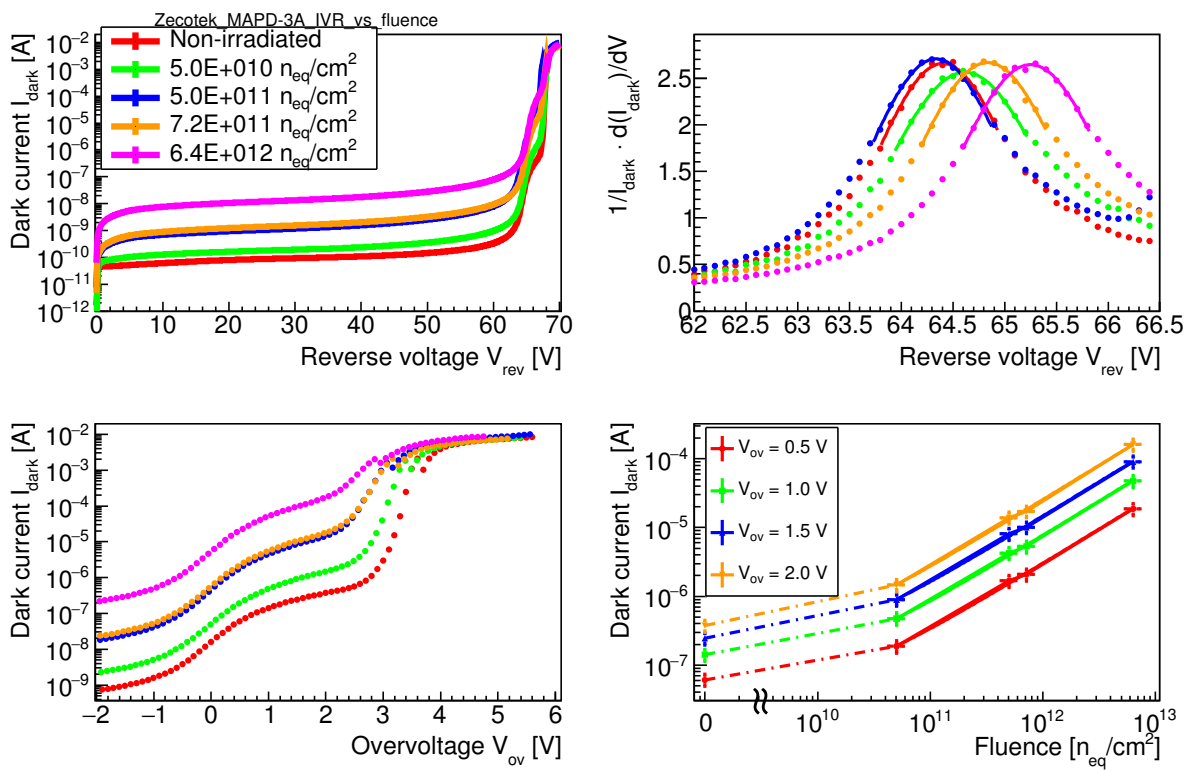 Zecotek_MAPD-3A_IVR_vs_fluence
Dark current I_dark [A]
10^−2
10^−3
10^−4
10^−5
10^−6
10^−7
10^−8
10^−9
10^−10
10^−11
10^−12
Non-irradiated
5.0E+010 n_eq/cm^2
5.0E+011 n_eq/cm^2
7.2E+011 n_eq/cm^2
6.4E+012 n_eq/cm^2
0 10 20 30 40 50 60 70
Reverse voltage V_rev [V]
1/I_dark · d(I_dark)/dV
2.5
2
1.5
1
0.5
0
62 62.5 63 63.5 64 64.5 65 65.5 66 66.5
Reverse voltage V_rev [V]
Dark current I_dark [A]
10^−2
10^−3
10^−4
10^−5
10^−6
10^−7
10^−8
10^−9
−2 −1 0 1 2 3 4 5 6
Overvoltage V_ov [V]
Dark current I_dark [A]
10^−4
10^−5
10^−6
10^−7
V_ov = 0.5 V
V_ov = 1.0 V
V_ov = 1.5 V
V_ov = 2.0 V
0 10^10 10^11 10^12 10^13
Fluence [n_eq/cm^2]